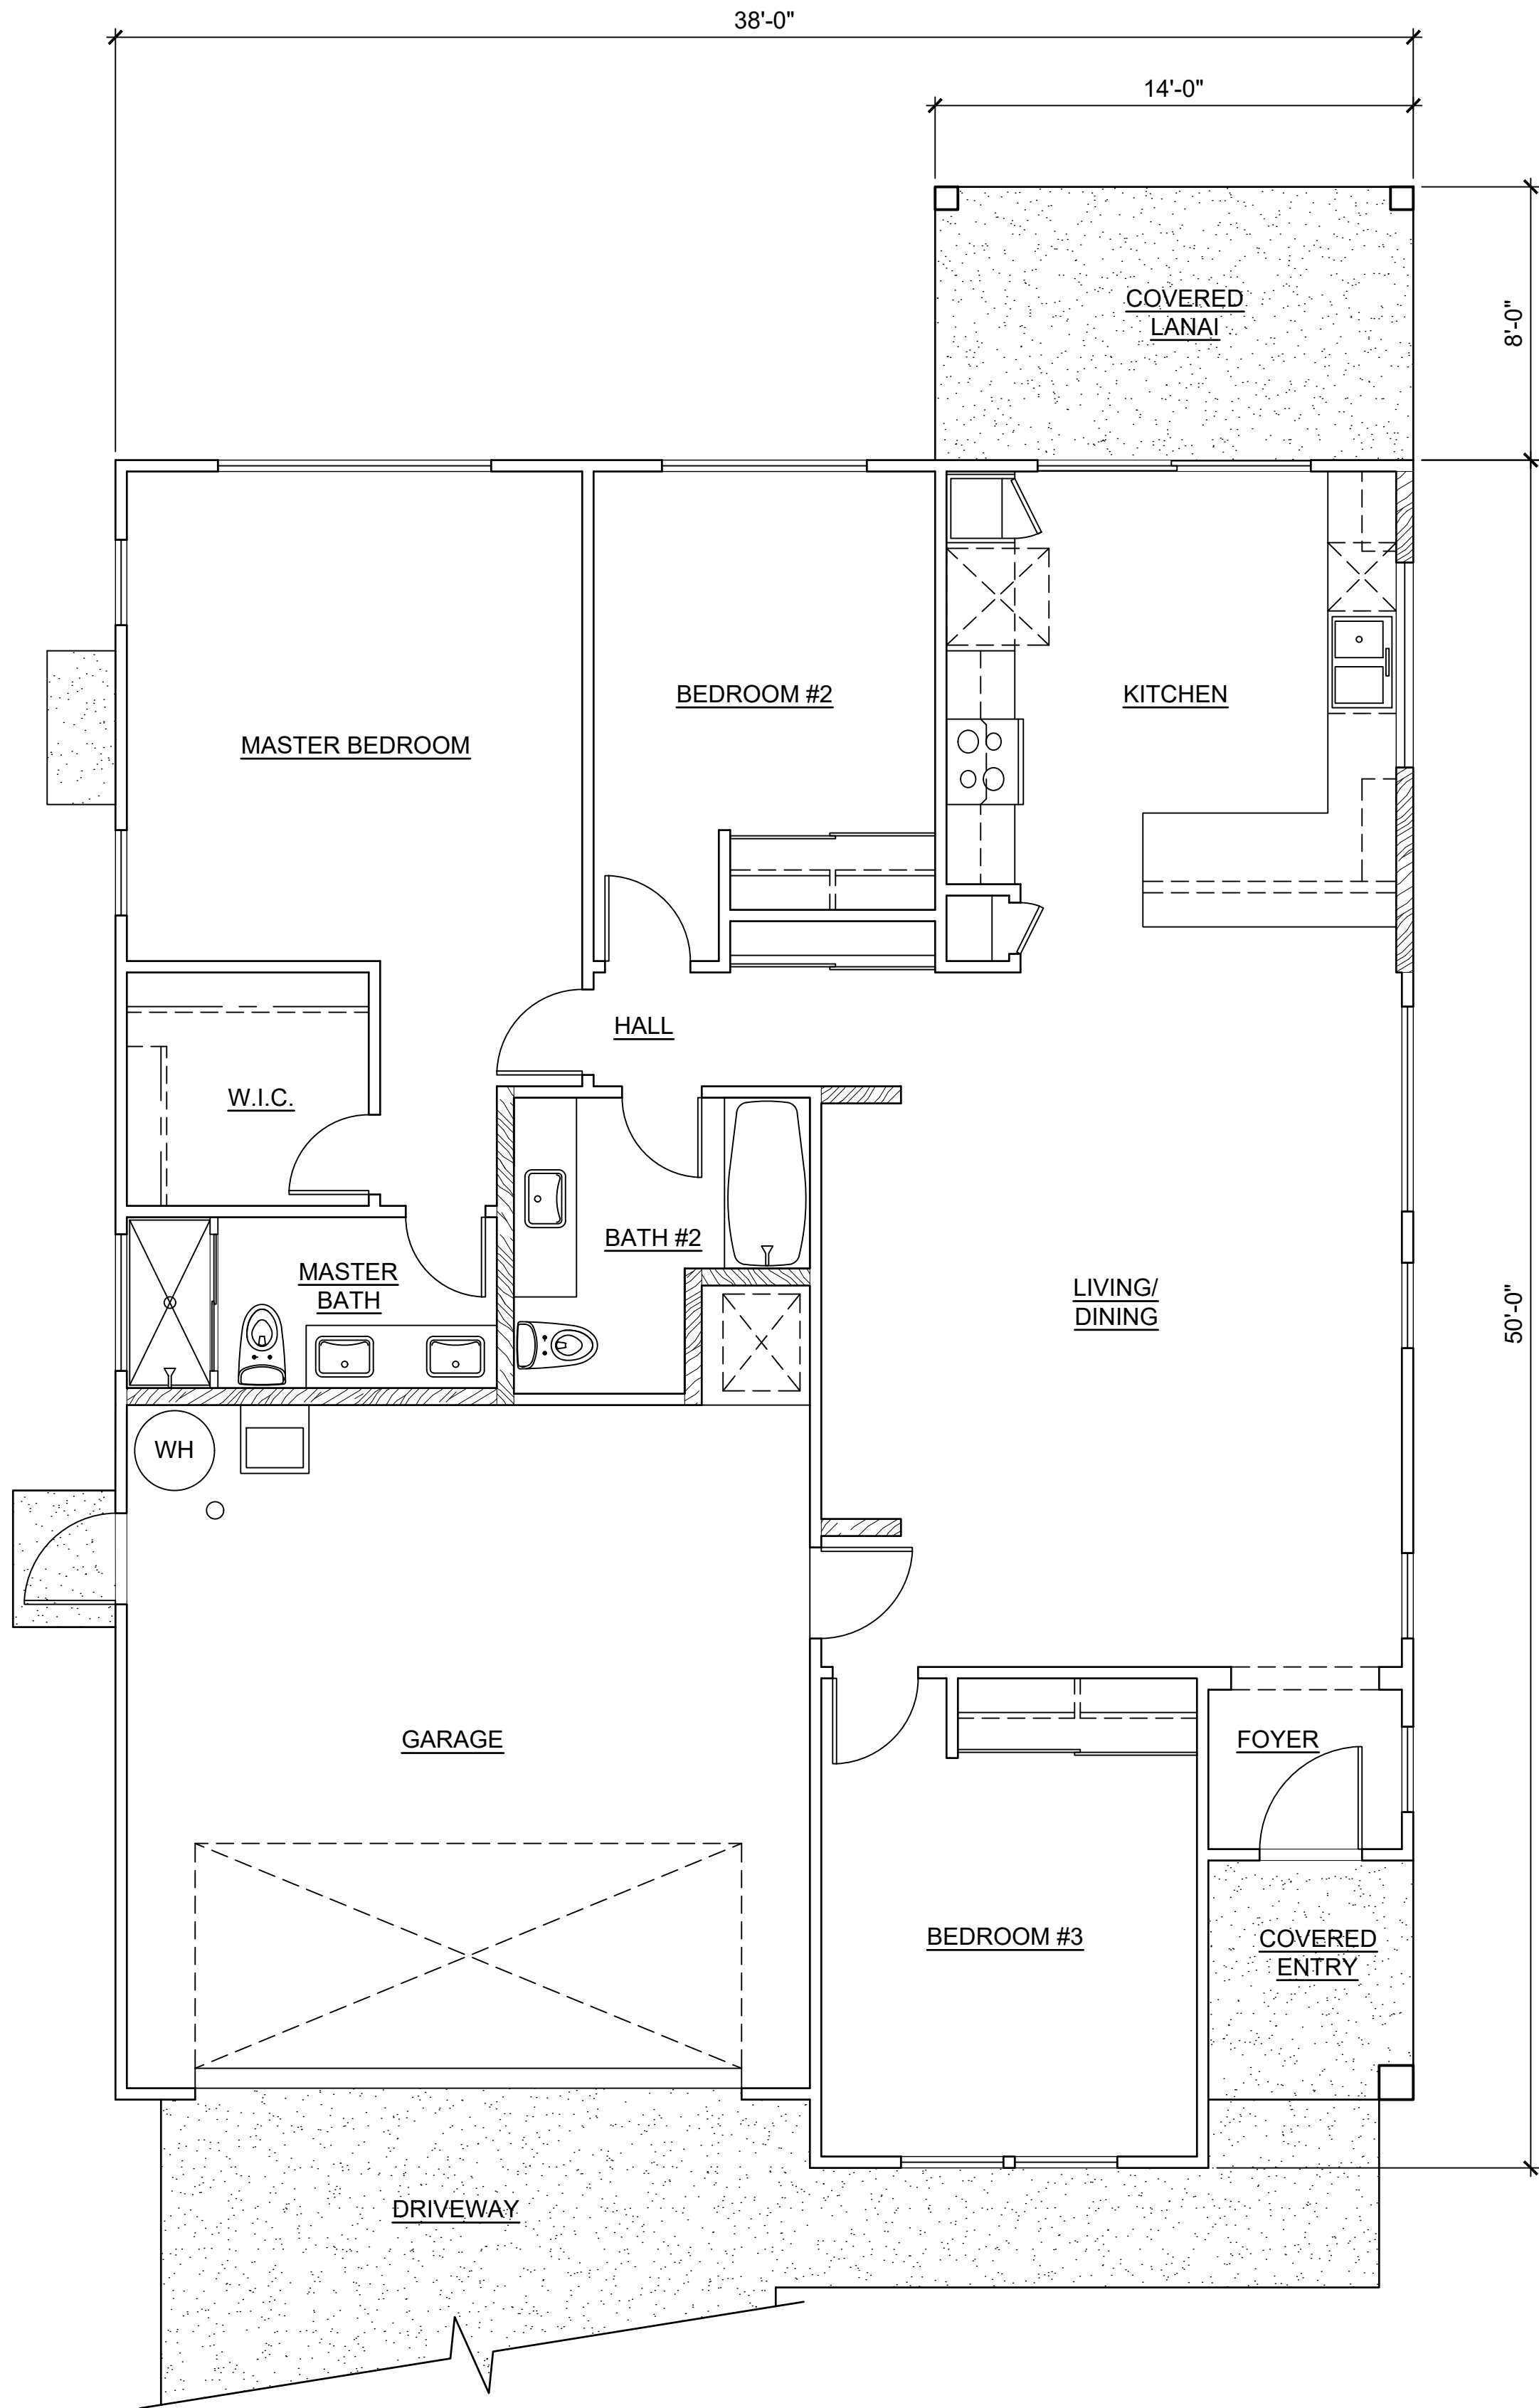 38'-0"
14'-0"
COVERED
LANAI
8'-0"
BEDROOM #2
KITCHEN
MASTER BEDROOM
HALL
W.I.C.
BATH #2
MASTER
BATH
LIVING/
DINING
50'-0"
WH
GARAGE
FOYER
BEDROOM #3
COVERED
ENTRY
DRIVEWAY